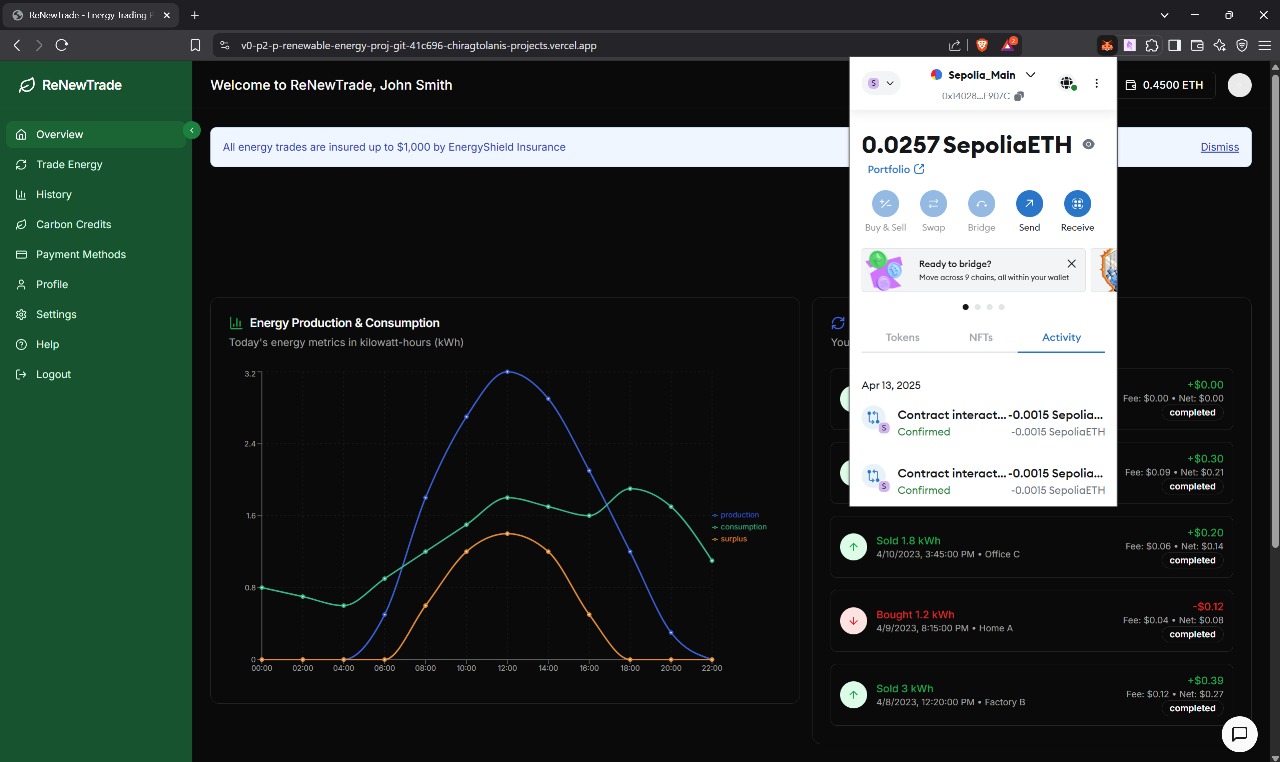 ReNewTrade - Energy Trading P
v0-p2-p-renewable-energy-proj-git-41c696-chiragtolanis-projects.vercel.app
2
ReNewTrade
Overview
Trade Energy
History
Carbon Credits
Payment Methods
Profile
Settings
Help
Logout
Welcome to ReNewTrade, John Smith
0.4500 ETH
All energy trades are insured up to $1,000 by EnergyShield Insurance
Dismiss
Energy Production & Consumption
Today's energy metrics in kilowatt-hours (kWh)
3.2
2.4
1.6
0.8
0
00:00 02:00 04:00 06:00 08:00 10:00 12:00 14:00 16:00 18:00 20:00 22:00
production
consumption
surplus
S
Sepolia_Main
0.0257 SepoliaETH
Portfolio
Buy & Sell
Swap
Bridge
Send
Receive
Ready to bridge?
Move across 9 chains, all within your wallet
Tokens
NFTs
Activity
Apr 13, 2025
Contract interact... -0.0015 Sepolia...
S
Confirmed -0.0015 SepoliaETH
Contract interact... -0.0015 Sepolia...
S
Confirmed -0.0015 SepoliaETH
You
+$0.00
Fee: $0.00 • Net: $0.00
completed
+$0.30
Fee: $0.09 • Net: $0.21
completed
Sold 1.8 kWh
4/10/2023, 3:45:00 PM • Office C
+$0.20
Fee: $0.06 • Net: $0.14
completed
Bought 1.2 kWh
4/9/2023, 8:15:00 PM • Home A
-$0.12
Fee: $0.04 • Net: $0.08
completed
Sold 3 kWh
4/8/2023, 12:20:00 PM • Factory B
+$0.39
Fee: $0.12 • Net: $0.27
completed